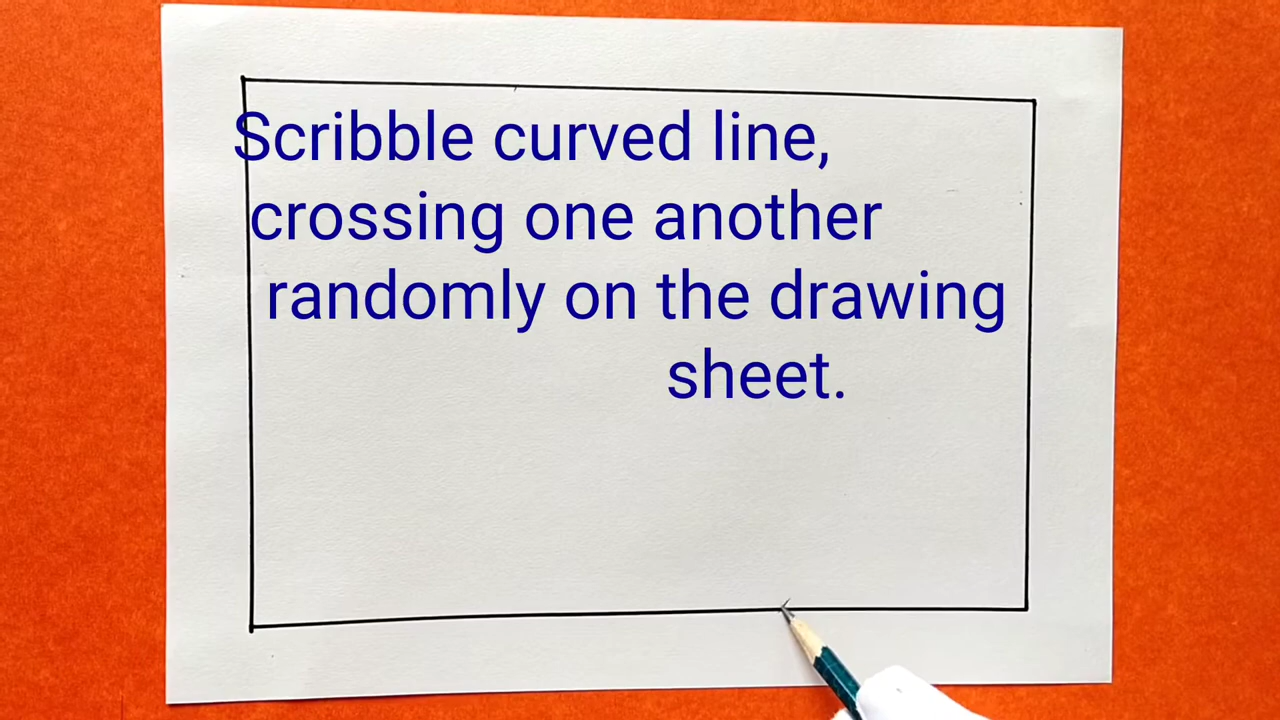 Scribble curved line,
crossing one another
randomly on the drawing
sheet.